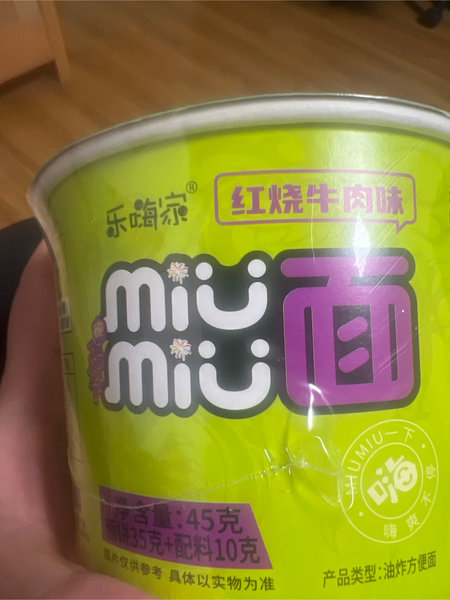 乐嗨家®
红烧牛肉味
miu
miu
面
MIUMIU一下
嗨
嗨爽不停
净含量:45克
面饼35克+配料10克
图片仅供参考 具体以实物为准
产品类型:油炸方便面